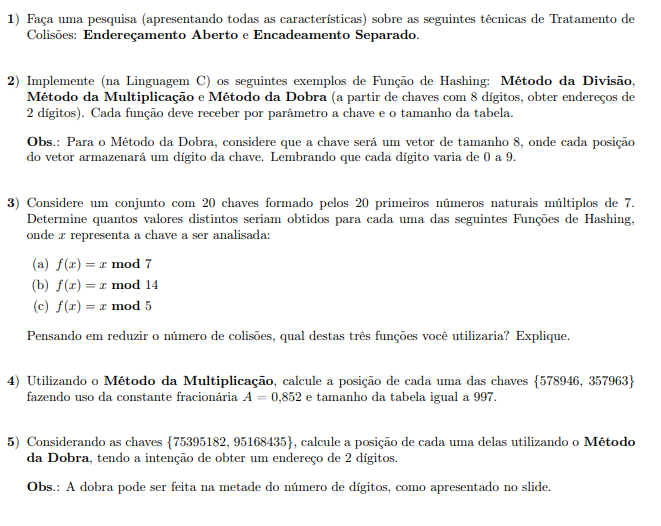 1) Faça uma pesquisa (apresentando todas as características) sobre as seguintes técnicas de Tratamento de
Colisões: Endereçamento Aberto e Encadeamento Separado.
2) Implemente (na Linguagem C) os seguintes exemplos de Função de Hashing: Método da Divisão,
Método da Multiplicação e Método da Dobra (a partir de chaves com 8 dígitos, obter endereços de
2 dígitos). Cada função deve receber por parâmetro a chave e o tamanho da tabela.
Obs.: Para o Método da Dobra, considere que a chave será um vetor de tamanho 8, onde cada posição
do vetor armazenará um dígito da chave. Lembrando que cada dígito varia de 0 a 9.
3) Considere um conjunto com 20 chaves formado pelos 20 primeiros números naturais múltiplos de 7.
Determine quantos valores distintos seriam obtidos para cada uma das seguintes Funções de Hashing,
onde x representa a chave a ser analisada:
(a) f(x) = x mod 7
(b) f(x) = x mod 14
(c) f(x) = x mod 5
Pensando em reduzir o número de colisões, qual destas três funções você utilizaria? Explique.
4) Utilizando o Método da Multiplicação, calcule a posição de cada uma das chaves {578946, 357963}
fazendo uso da constante fracionária A = 0,852 e tamanho da tabela igual a 997.
5) Considerando as chaves {75395182, 95168435}, calcule a posição de cada uma delas utilizando o Método
da Dobra, tendo a intenção de obter um endereço de 2 dígitos.
Obs.: A dobra pode ser feita na metade do número de dígitos, como apresentado no slide.